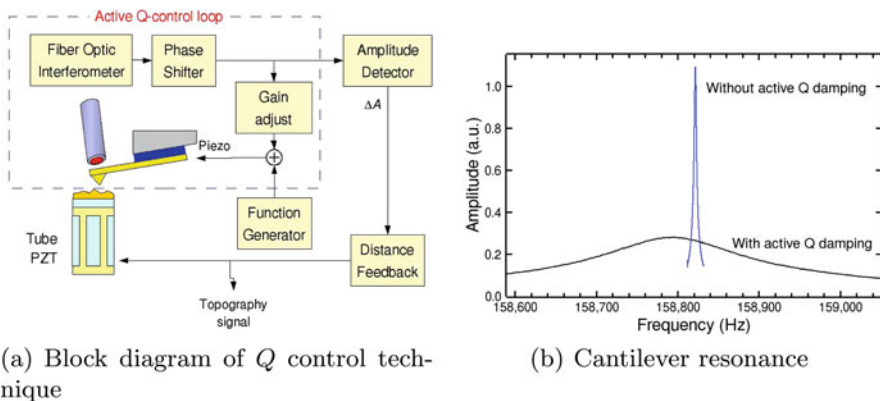 Active Q-control loop
Fiber Optic
Interferometer
Phase
Shifter
Amplitude
Detector
Gain
adjust
ΔA
Piezo
Function
Generator
Distance
Feedback
Tube
PZT
Topography
signal
(a) Block diagram of Q control tech-
nique
Amplitude (a.u.)
1.0
0.8
0.6
0.4
0.2
0.0
Without active Q damping
With active Q damping
158,600
158,700
158,800
158,900
159,000
Frequency (Hz)
(b) Cantilever resonance